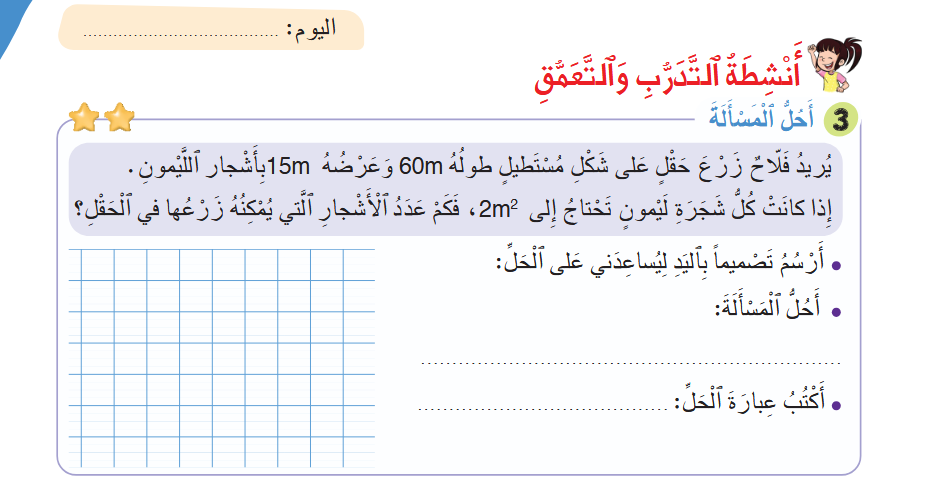 اليوم: ......................................
أَنْشِطَةُ ٱلتَّدَرُّبِ وَٱلتَّعَمُّقِ
3 أَحُلُّ ٱلْمَسْأَلَةَ
يُريدُ فَلّاحٌ زَرْعَ حَقْلٍ عَلى شَكْلِ مُسْتَطيلٍ طولُهُ 60m وَعَرْضُهُ 15m بِأَشْجارِ ٱللَّيْمونِ.
إِذا كانَتْ كُلُّ شَجَرَةِ لَيْمونٍ تَحْتاجُ إِلى 2m²، فَكَمْ عَدَدُ ٱلْأَشْجارِ ٱلَّتي يُمْكِنُهُ زَرْعُها في ٱلْحَقْلِ؟
• أَرْسُمُ تَصْميماً بِٱلْيَدِ لِيُساعِدَني عَلى ٱلْحَلِّ:
• أَحُلُّ ٱلْمَسْأَلَةَ:
......................................................................
• أَكْتُبُ عِبارَةَ ٱلْحَلِّ: ..........................................